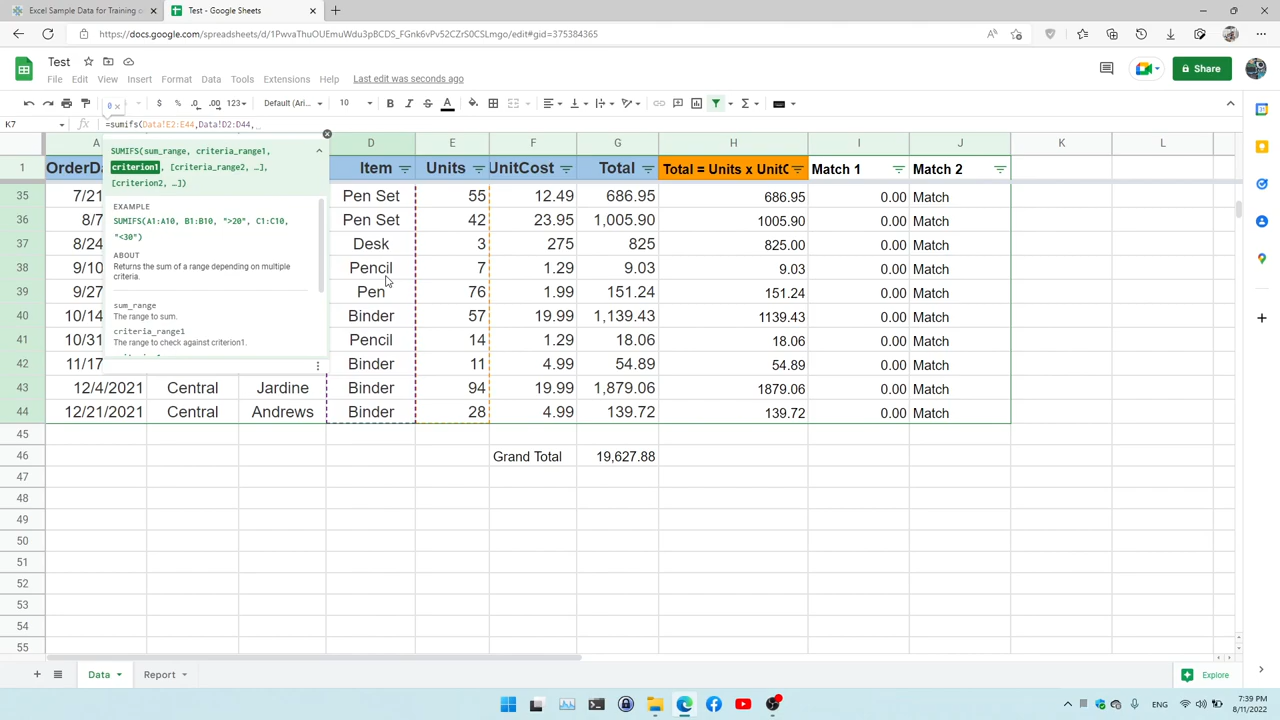 Excel Sample Data for Training c
Test - Google Sheets
https://docs.google.com/spreadsheets/d/1PwvaThuOUEmuWdu3pBCDS_FGnk6vPv52CZrS0CSLmgo/edit#gid=375384365
Test
File Edit View Insert Format Data Tools Extensions Help Last edit was seconds ago
Share
$ % .0 .00 123 Default (Ari... 10 B I S A
0 ×
K7 fx =sumifs(Data!E2:E44,Data!D2:D44,
SUMIFS(sum_range, criteria_range1,
criterion1, [criteria_range2, …],
[criterion2, …])
EXAMPLE
SUMIFS(A1:A10, B1:B10, ">20", C1:C10,
"<30")
ABOUT
Returns the sum of a range depending on multiple
criteria.
sum_range
The range to sum.
criteria_range1
The range to check against criterion1.
A D E F G H I J K L
1 OrderDa Item Units UnitCost Total Total = Units x UnitC Match 1 Match 2
35 7/21 Pen Set 55 12.49 686.95 686.95 0.00 Match
36 8/7 Pen Set 42 23.95 1,005.90 1005.90 0.00 Match
37 8/24 Desk 3 275 825 825.00 0.00 Match
38 9/10 Pencil 7 1.29 9.03 9.03 0.00 Match
39 9/27 Pen 76 1.99 151.24 151.24 0.00 Match
40 10/14 Binder 57 19.99 1,139.43 1139.43 0.00 Match
41 10/31 Pencil 14 1.29 18.06 18.06 0.00 Match
42 11/17 Binder 11 4.99 54.89 54.89 0.00 Match
43 12/4/2021 Central Jardine Binder 94 19.99 1,879.06 1879.06 0.00 Match
44 12/21/2021 Central Andrews Binder 28 4.99 139.72 139.72 0.00 Match
45
46 Grand Total 19,627.88
47
48
49
50
51
52
53
54
55
Data Report Explore
ENG 7:39 PM
8/11/2022